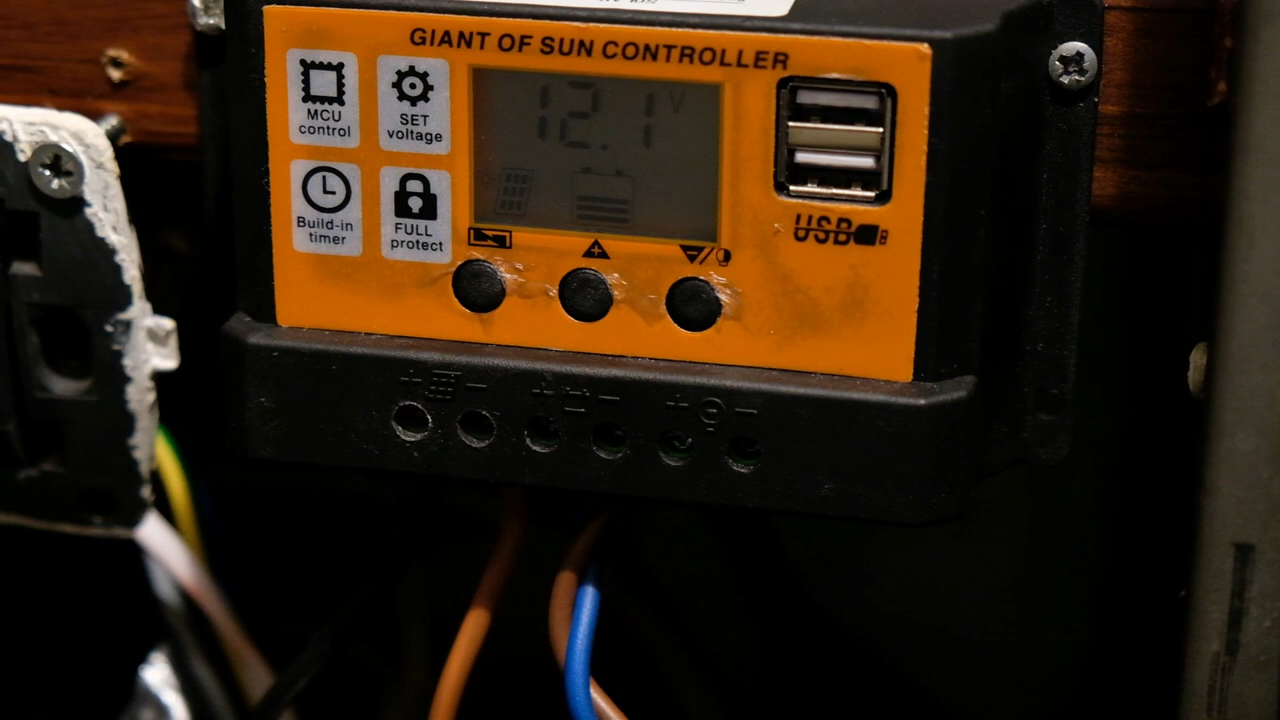 GIANT OF SUN CONTROLLER
MCU
control
SET
voltage
12.1 V
Build-in
timer
FULL
protect
USB